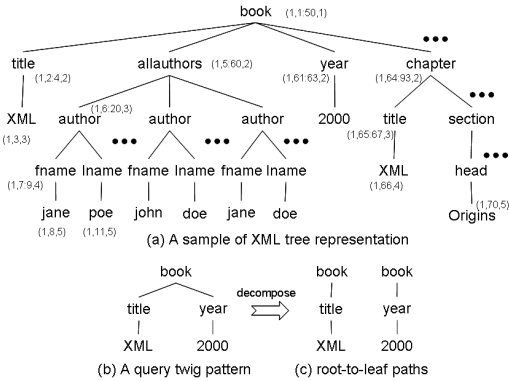 book (1,1:50,1)
•••
title allauthors year chapter
(1,2:4,2) (1,5:60,2) (1,61:63,2) (1,64:93,2)
•••
XML author author author 2000 title section
(1,3,3) (1,6:20,3) (1,65:67,3)
••• ••• ••• •••
fname lname fname lname fname lname XML head
(1,7:9,4) (1,66,4)
jane poe john doe jane doe Origins
(1,8,5) (1,11,5) (1,70,5)
(a) A sample of XML tree representation
book decompose book book
title year title year
XML 2000 XML 2000
(b) A query twig pattern (c) root-to-leaf paths